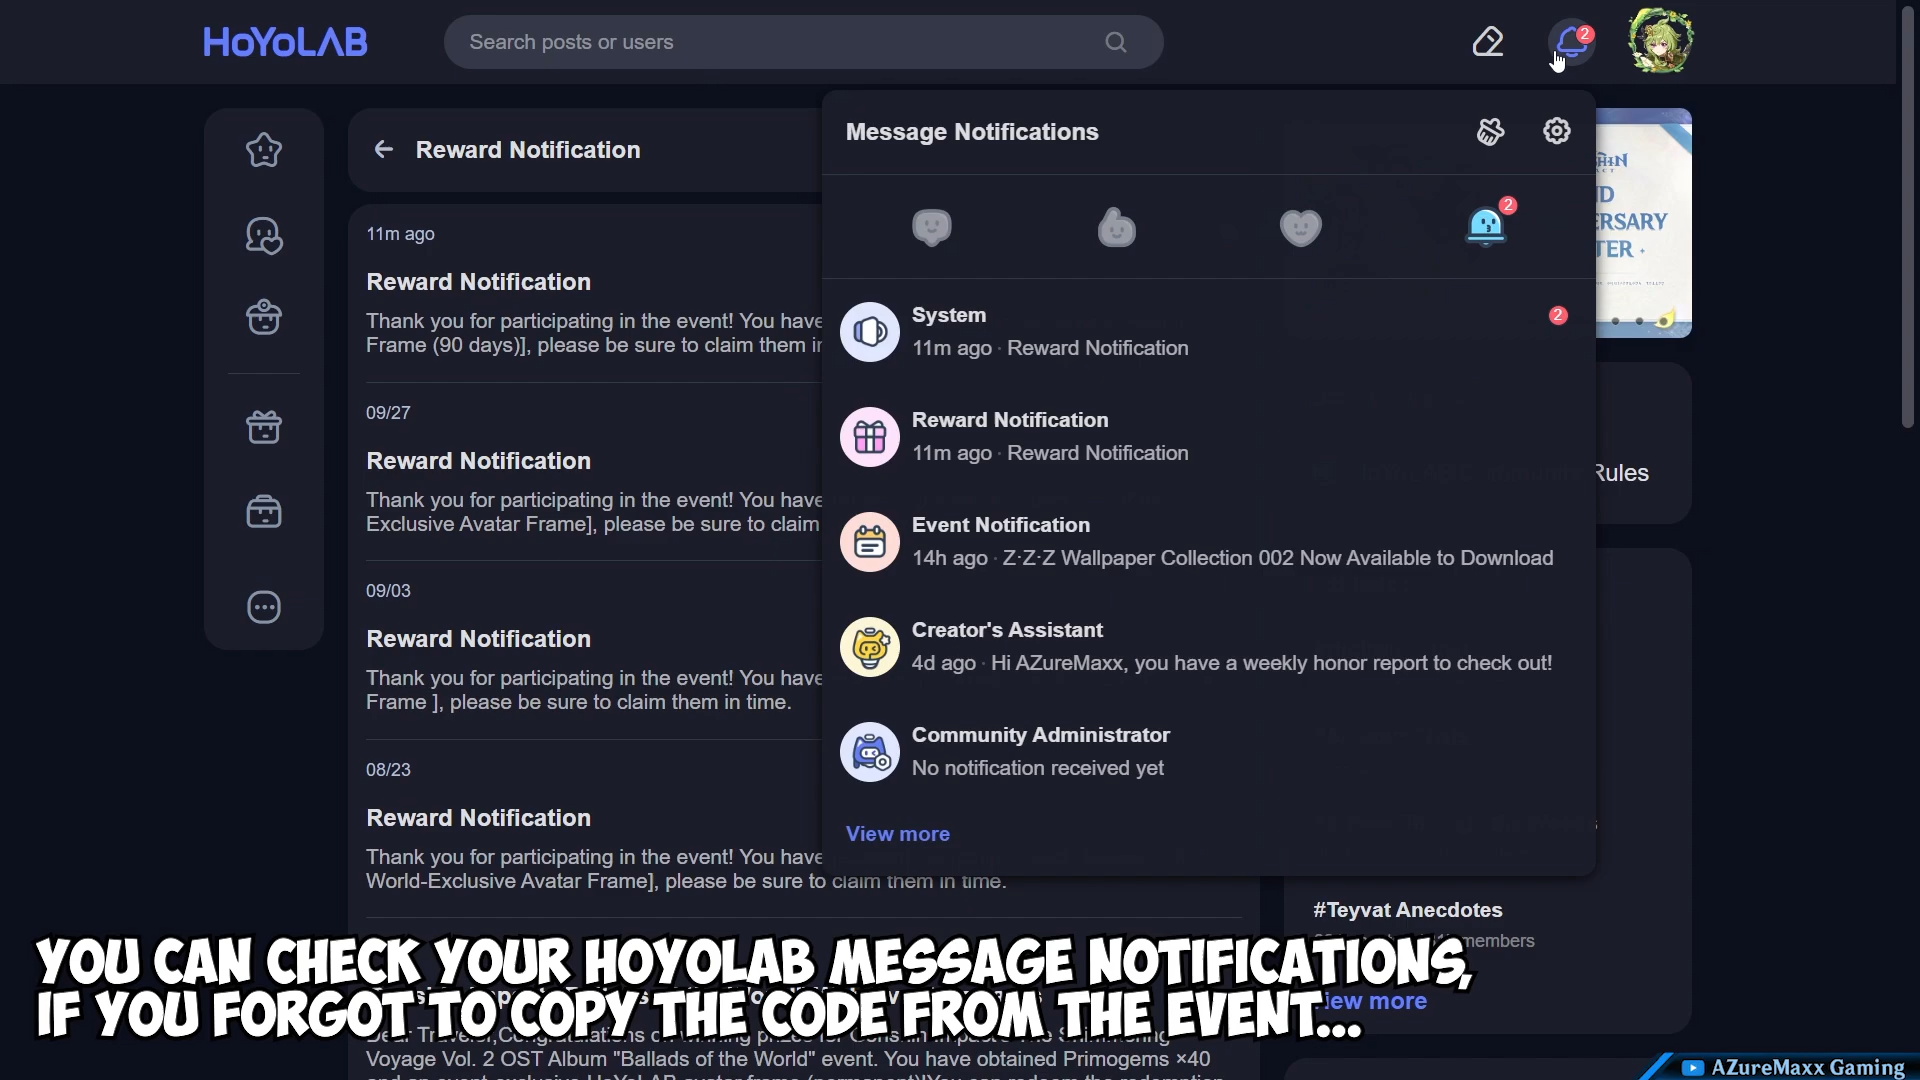 HoYoLAB
Search posts or users
2
Message Notifications
Reward Notification
11m ago
Reward Notification
Thank you for participating in the event! You have
Frame (90 days)], please be sure to claim them in
09/27
Reward Notification
Thank you for participating in the event! You have
Exclusive Avatar Frame], please be sure to claim
09/03
Reward Notification
Thank you for participating in the event! You have
Frame ], please be sure to claim them in time.
08/23
Reward Notification
Thank you for participating in the event! You have
World-Exclusive Avatar Frame], please be sure to claim them in time.
2
System
2
11m ago · Reward Notification
Reward Notification
11m ago · Reward Notification
Event Notification
14h ago · Z·Z·Z Wallpaper Collection 002 Now Available to Download
Creator's Assistant
4d ago · Hi AZureMaxx, you have a weekly honor report to check out!
Community Administrator
No notification received yet
View more
Rules
#Teyvat Anecdotes
members
View more
YOU CAN CHECK YOUR HOYOLAB MESSAGE NOTIFICATIONS,
IF YOU FORGOT TO COPY THE CODE FROM THE EVENT...
Voyage Vol. 2 OST Album "Ballads of the World" event. You have obtained Primogems ×40
AZureMaxx Gaming